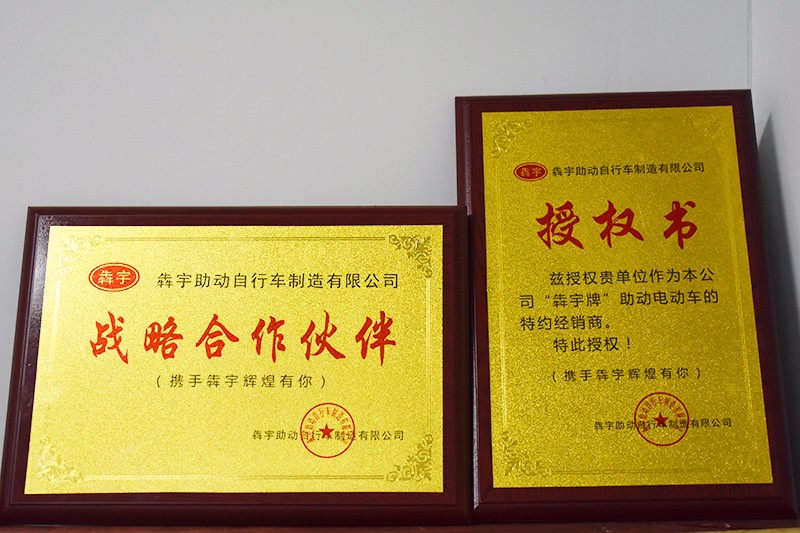 犇宇
犇宇助动自行车制造有限公司
战略合作伙伴
（携手犇宇辉煌有你）
犇宇助动自行车制造有限公司
犇宇
犇宇助动自行车制造有限公司
授权书
兹授权贵单位作为本公
司“犇宇牌”助动电动车的
特约经销商。
特此授权！
（携手犇宇辉煌有你）
犇宇助动自行车制造有限公司